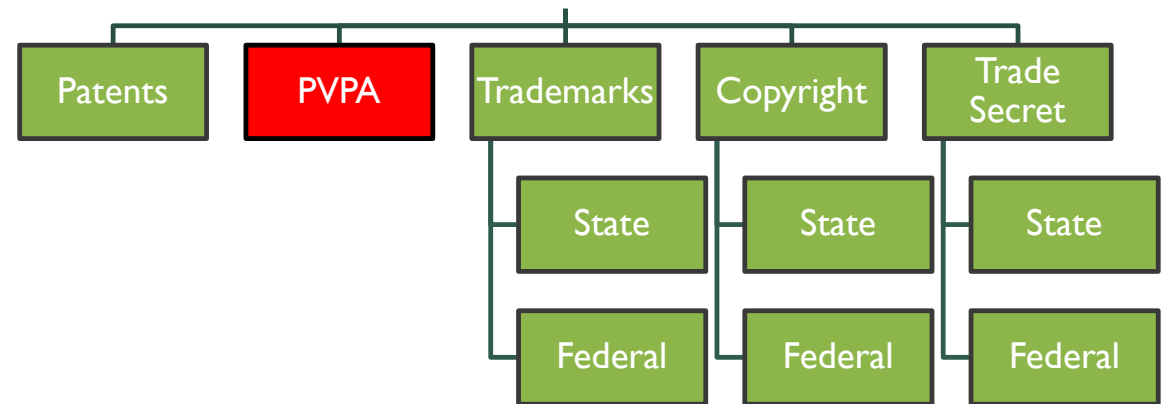 Patents
PVPA
Trademarks
Copyright
Trade
Secret
State
State
State
Federal
Federal
Federal